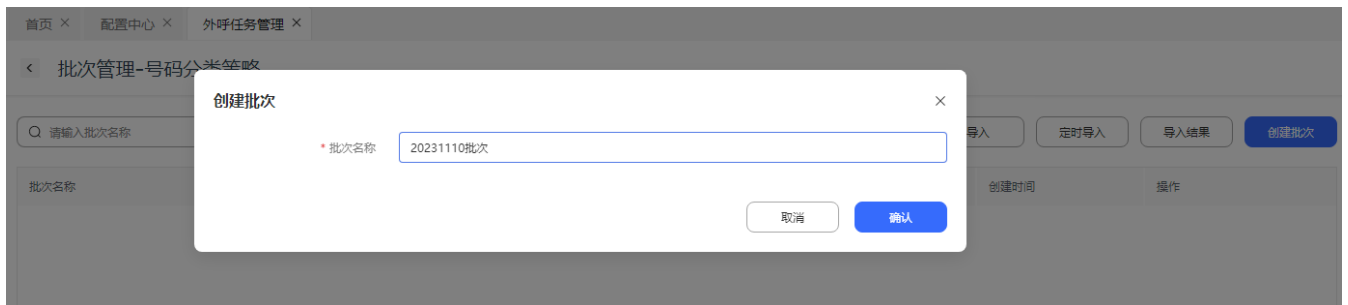 首页 配置中心 外呼任务管理
批次管理-号码分类策略
创建批次
请输入批次名称
* 批次名称 20231110批次
导入 定时导入 导入结果 创建批次
批次名称 创建时间 操作
取消 确认